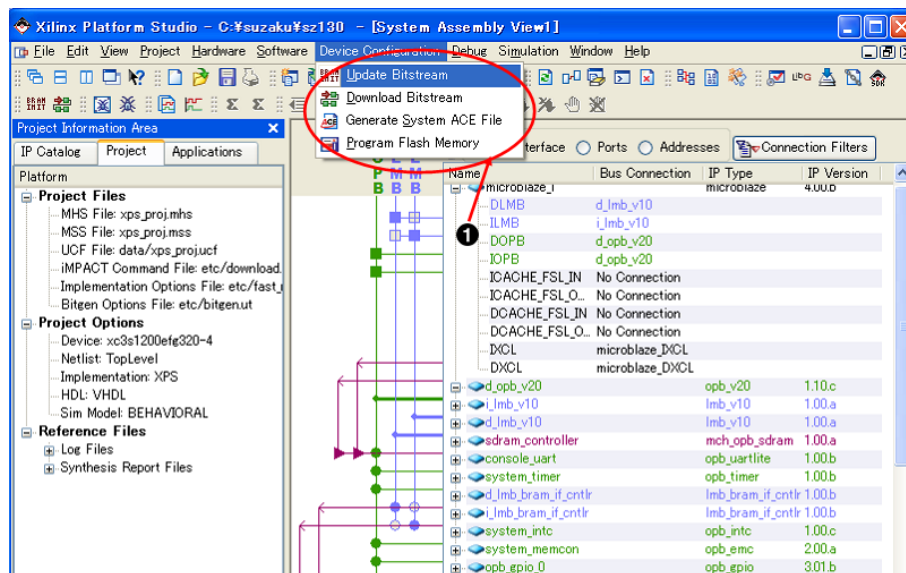 Xilinx Platform Studio - C:¥suzaku¥sz130 - [System Assembly View1]
File Edit View Project Hardware Software Device Configuration Debug Simulation Window Help
Update Bitstream
Download Bitstream
Generate System ACE File
Program Flash Memory
Project Information Area
IP Catalog Project Applications
terface Ports Addresses Connection Filters
Platform
Name Bus Connection IP Type IP Version
P M M
B B B
Project Files
MHS File: xps_proj.mhs
MSS File: xps_proj.mss
UCF File: data/xps_proj.ucf
iMPACT Command File: etc/download.
Implementation Options File: etc/fast_
Bitgen Options File: etc/bitgen.ut
Project Options
Device: xc3s1200efg320-4
Netlist: TopLevel
Implementation: XPS
HDL: VHDL
Sim Model: BEHAVIORAL
Reference Files
Log Files
Synthesis Report Files
microblaze 4.00.b
DLMB d_lmb_v10
ILMB i_lmb_v10
DOPB d_opb_v20
IOPB d_opb_v20
ICACHE_FSL_IN No Connection
ICACHE_FSL_O... No Connection
DCACHE_FSL_IN No Connection
DCACHE_FSL_O... No Connection
IXCL microblaze_IXCL
DXCL microblaze_DXCL
d_opb_v20 opb_v20 1.10.c
i_lmb_v10 lmb_v10 1.00.a
d_lmb_v10 lmb_v10 1.00.a
sdram_controller mch_opb_sdram 1.00.a
console_uart opb_uartlite 1.00.b
system_timer opb_timer 1.00.b
d_lmb_bram_if_cntlr lmb_bram_if_cntlr 1.00.b
i_lmb_bram_if_cntlr lmb_bram_if_cntlr 1.00.b
system_intc opb_intc 1.00.c
system_memcon opb_emc 2.00.a
opb_gpio_0 opb_gpio 3.01.b
1